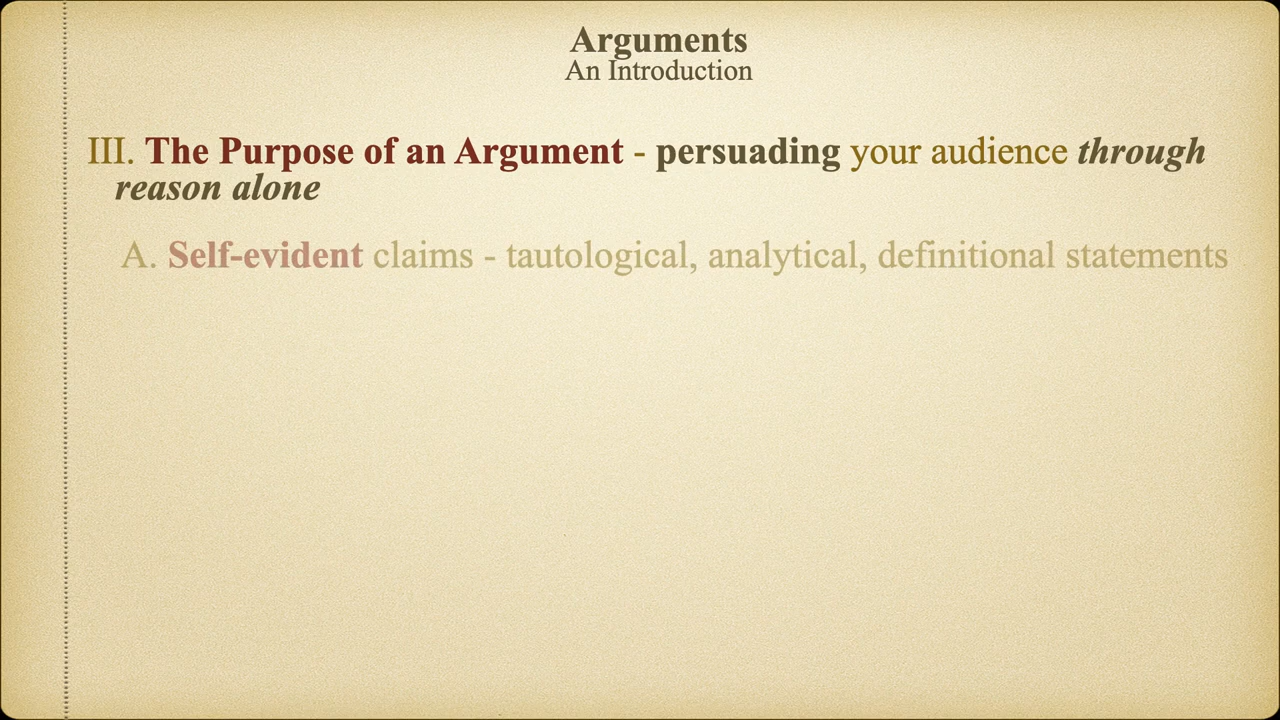 Arguments
An Introduction
III. The Purpose of an Argument - persuading your audience through
reason alone
A. Self-evident claims - tautological, analytical, definitional statements